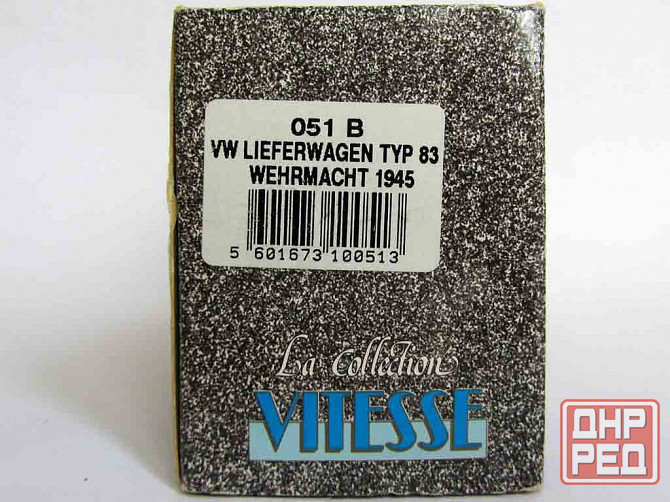 051 B
VW LIEFERWAGEN TYP 83
WEHRMACHT 1945
5 601673 100513
La Collection
VITESSE
ДНР
РЕД